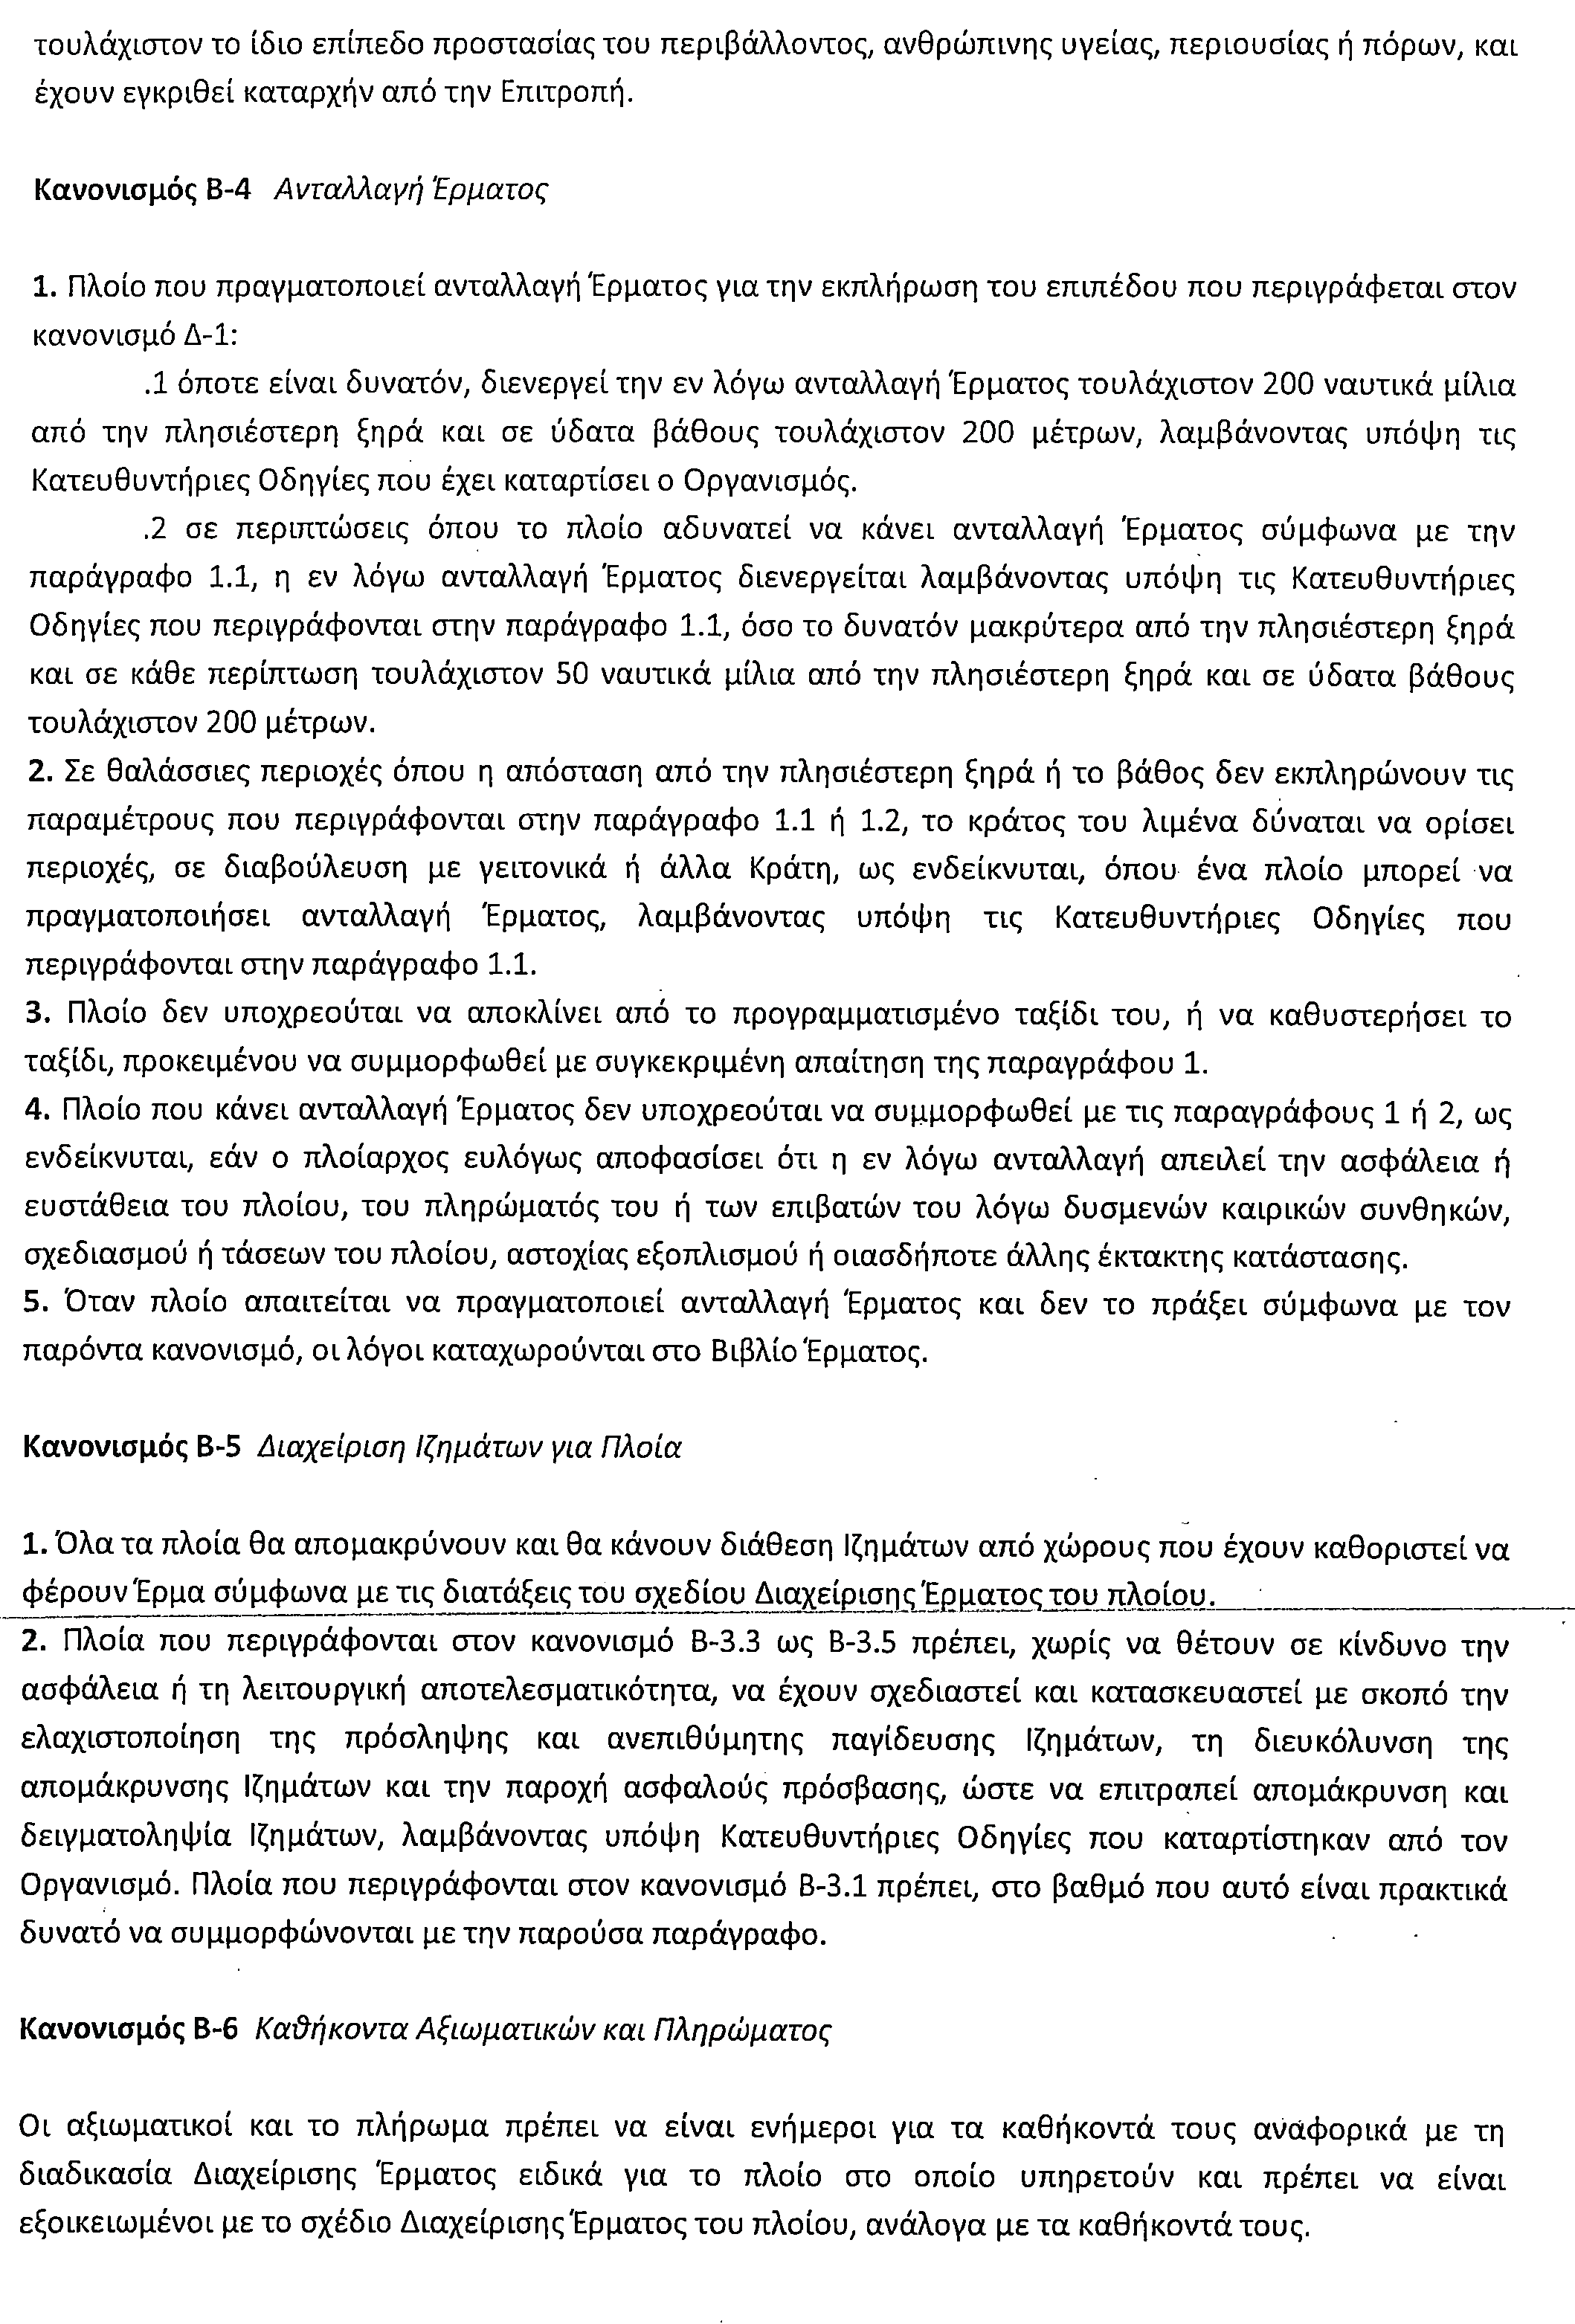 τουλάχιστον το ίδιο επίπεδο προστασίας του περιβάλλοντος, ανθρώπινης υγείας, περιουσίας ή πόρων, και
έχουν εγκριθεί καταρχήν από την Επιτροπή.
Κανονισμός Β-4 Ανταλλαγή Έρματος
1. Πλοίο που πραγματοποιεί ανταλλαγή Έρματος για την εκπλήρωση του επιπέδου που περιγράφεται στον
κανονισμό Δ-1:
.1 όποτε είναι δυνατόν, διενεργεί την εν λόγω ανταλλαγή Έρματος τουλάχιστον 200 ναυτικά μίλια
από την πλησιέστερη ξηρά και σε ύδατα βάθους τουλάχιστον 200 μέτρων, λαμβάνοντας υπόψη τις
Κατευθυντήριες Οδηγίες που έχει καταρτίσει ο Οργανισμός.
.2 σε περιπτώσεις όπου το πλοίο αδυνατεί να κάνει ανταλλαγή Έρματος σύμφωνα με την
παράγραφο 1.1, η εν λόγω ανταλλαγή Έρματος διενεργείται λαμβάνοντας υπόψη τις Κατευθυντήριες
Οδηγίες που περιγράφονται στην παράγραφο 1.1, όσο το δυνατόν μακρύτερα από την πλησιέστερη ξηρά
και σε κάθε περίπτωση τουλάχιστον 50 ναυτικά μίλια από την πλησιέστερη ξηρά και σε ύδατα βάθους
τουλάχιστον 200 μέτρων.
2. Σε θαλάσσιες περιοχές όπου η απόσταση από την πλησιέστερη ξηρά ή το βάθος δεν εκπληρώνουν τις
παραμέτρους που περιγράφονται στην παράγραφο 1.1 ή 1.2, το κράτος του λιμένα δύναται να ορίσει
περιοχές, σε διαβούλευση με γειτονικά ή άλλα Κράτη, ως ενδείκνυται, όπου ένα πλοίο μπορεί να
πραγματοποιήσει ανταλλαγή Έρματος, λαμβάνοντας υπόψη τις Κατευθυντήριες Οδηγίες που
περιγράφονται στην παράγραφο 1.1.
3. Πλοίο δεν υποχρεούται να αποκλίνει από το προγραμματισμένο ταξίδι του, ή να καθυστερήσει το
ταξίδι, προκειμένου να συμμορφωθεί με συγκεκριμένη απαίτηση της παραγράφου 1.
4. Πλοίο που κάνει ανταλλαγή Έρματος δεν υποχρεούται να συμμορφωθεί με τις παραγράφους 1 ή 2, ως
ενδείκνυται, εάν ο πλοίαρχος ευλόγως αποφασίσει ότι η εν λόγω ανταλλαγή απειλεί την ασφάλεια ή
ευστάθεια του πλοίου, του πληρώματός του ή των επιβατών του λόγω δυσμενών καιρικών συνθηκών,
σχεδιασμού ή τάσεων του πλοίου, αστοχίας εξοπλισμού ή οιασδήποτε άλλης έκτακτης κατάστασης.
5. Όταν πλοίο απαιτείται να πραγματοποιεί ανταλλαγή Έρματος και δεν το πράξει σύμφωνα με τον
παρόντα κανονισμό, οι λόγοι καταχωρούνται στο Βιβλίο Έρματος.
Κανονισμός Β-5 Διαχείριση Ιζημάτων για Πλοία
1. Όλα τα πλοία θα απομακρύνουν και θα κάνουν διάθεση Ιζημάτων από χώρους που έχουν καθοριστεί να
φέρουν Έρμα σύμφωνα με τις διατάξεις του σχεδίου Διαχείρισης Έρματος του πλοίου.
2. Πλοία που περιγράφονται στον κανονισμό Β-3.3 ως Β-3.5 πρέπει, χωρίς να θέτουν σε κίνδυνο την
ασφάλεια ή τη λειτουργική αποτελεσματικότητα, να έχουν σχεδιαστεί και κατασκευαστεί με σκοπό την
ελαχιστοποίηση της πρόσληψης και ανεπιθύμητης παγίδευσης Ιζημάτων, τη διευκόλυνση της
απομάκρυνσης Ιζημάτων και την παροχή ασφαλούς πρόσβασης, ώστε να επιτραπεί απομάκρυνση και
δειγματοληψία Ιζημάτων, λαμβάνοντας υπόψη Κατευθυντήριες Οδηγίες που καταρτίστηκαν από τον
Οργανισμό. Πλοία που περιγράφονται στον κανονισμό Β-3.1 πρέπει, στο βαθμό που αυτό είναι πρακτικά
δυνατό να συμμορφώνονται με την παρούσα παράγραφο.
Κανονισμός Β-6 Καθήκοντα Αξιωματικών και Πληρώματος
Οι αξιωματικοί και το πλήρωμα πρέπει να είναι ενήμεροι για τα καθήκοντά τους αναφορικά με τη
διαδικασία Διαχείρισης Έρματος ειδικά για το πλοίο στο οποίο υπηρετούν και πρέπει να είναι
εξοικειωμένοι με το σχέδιο Διαχείρισης Έρματος του πλοίου, ανάλογα με τα καθήκοντά τους.